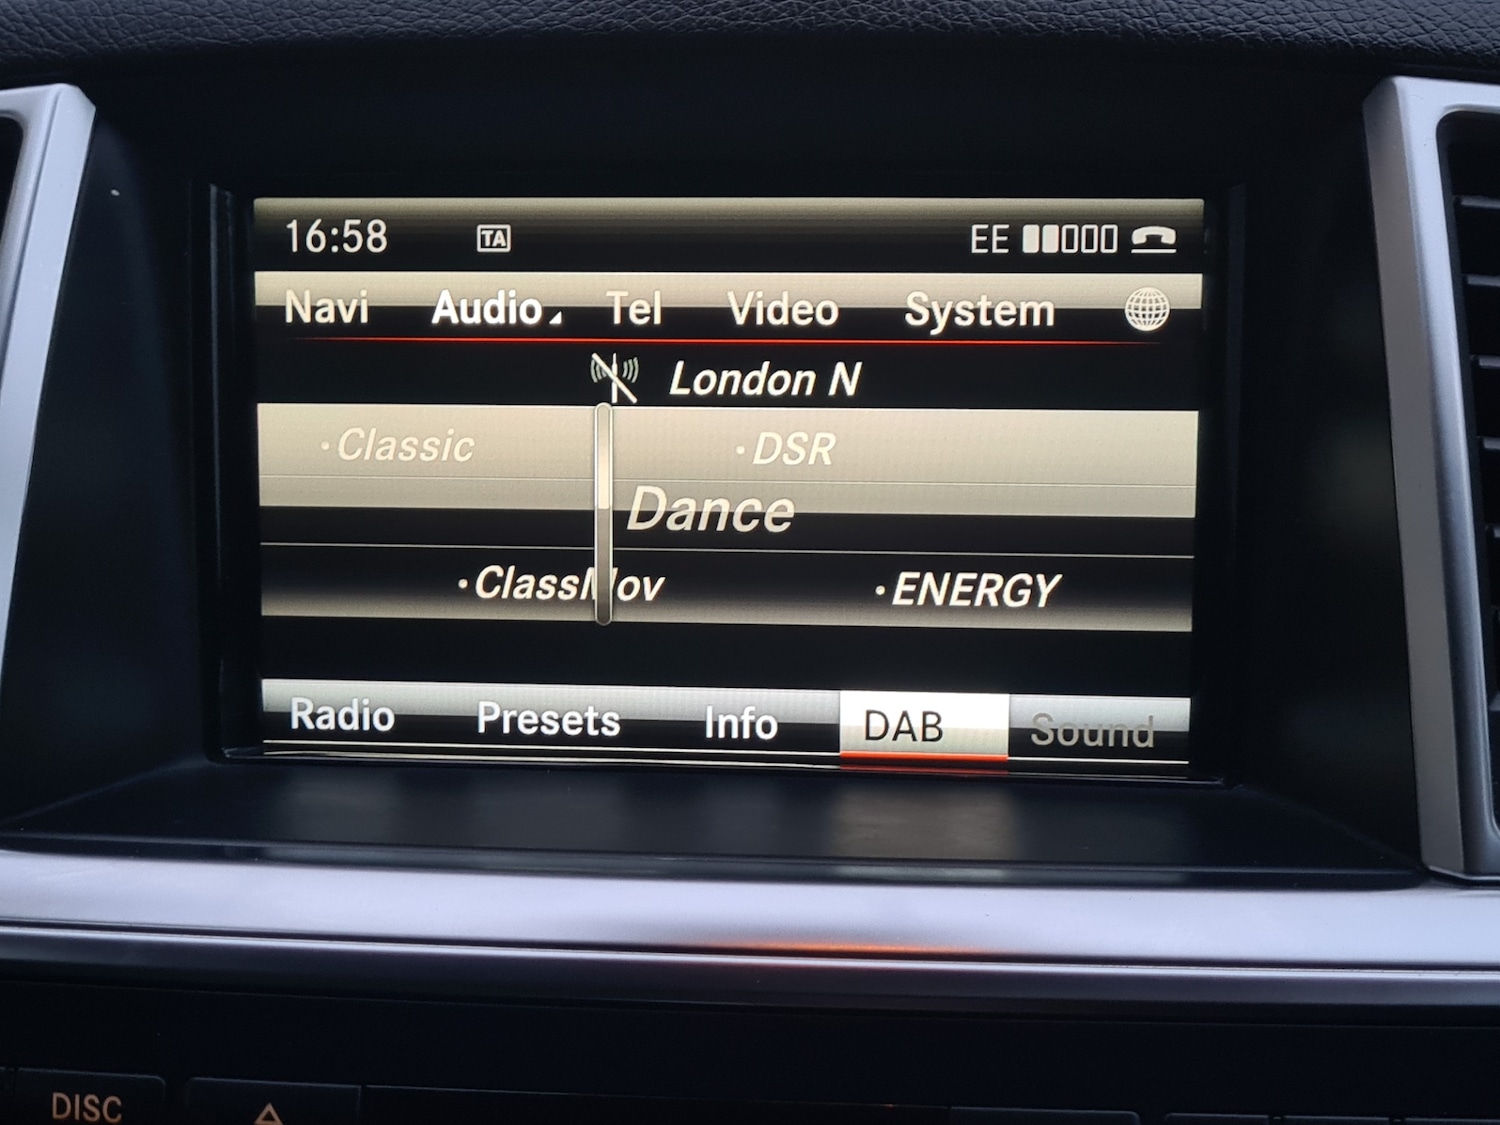 16:58 TA EE
Navi Audio Tel Video System
London N
·Classic ·DSR
Dance
·ClassMov ·ENERGY
Radio Presets Info DAB Sound
DISC